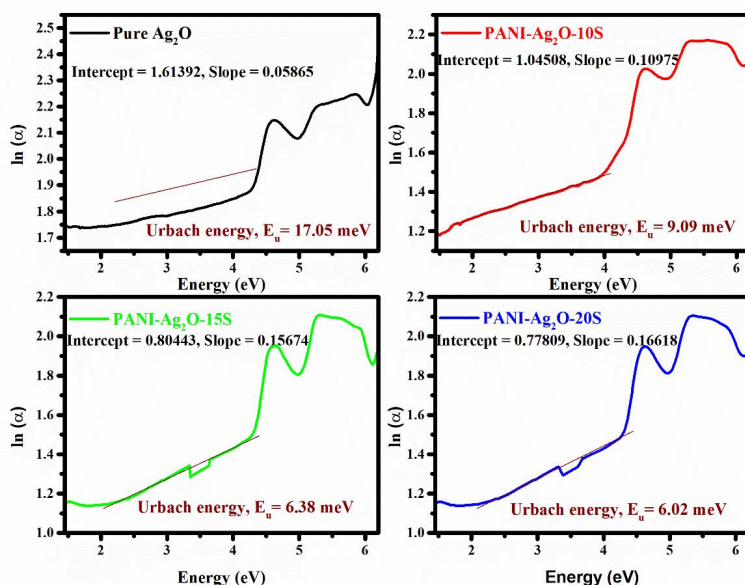 Pure Ag₂O
Intercept = 1.61392, Slope = 0.05865
Urbach energy, Eᵤ = 17.05 meV
ln (α)
2.5
2.4
2.3
2.2
2.1
2.0
1.9
1.8
1.7
2 3 4 5 6
Energy (eV)
PANI-Ag₂O-10S
Intercept = 1.04508, Slope = 0.10975
Urbach energy, Eᵤ = 9.09 meV
ln (α)
2.2
2.0
1.8
1.6
1.4
1.2
2 3 4 5 6
Energy (eV)
PANI-Ag₂O-15S
Intercept = 0.80443, Slope = 0.15674
Urbach energy, Eᵤ = 6.38 meV
ln (α)
2.2
2.0
1.8
1.6
1.4
1.2
1.0
2 3 4 5 6
Energy (eV)
PANI-Ag₂O-20S
Intercept = 0.77809, Slope = 0.16618
Urbach energy, Eᵤ = 6.02 meV
ln (α)
2.2
2.0
1.8
1.6
1.4
1.2
1.0
2 3 4 5 6
Energy (eV)